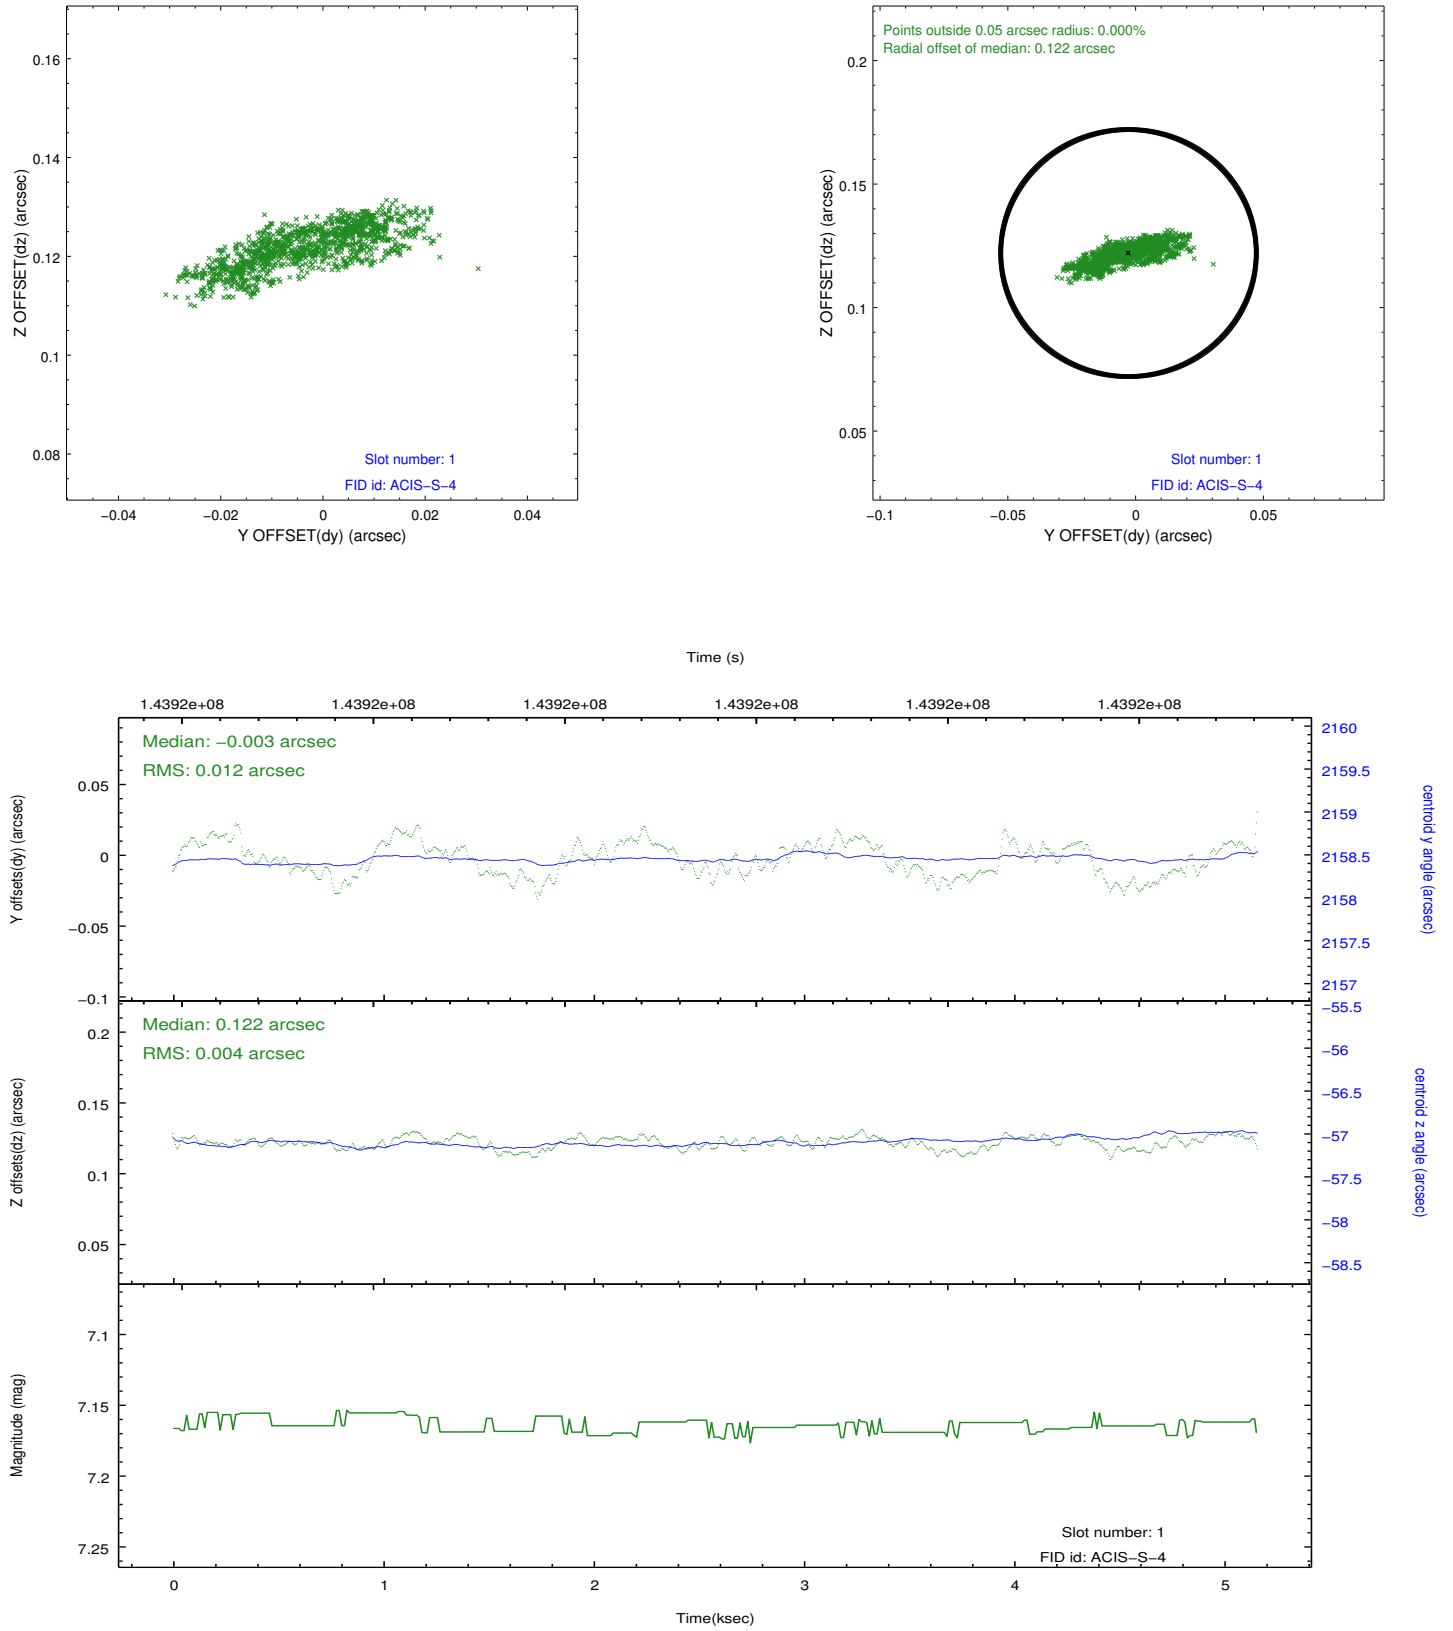 0.16
0.14
0.12
0.1
0.08
Z OFFSET(dz) (arcsec)
Slot number: 1
FID id: ACIS−S−4
−0.04 −0.02 0 0.02 0.04
Y OFFSET(dy) (arcsec)
Points outside 0.05 arcsec radius: 0.000%
Radial offset of median: 0.122 arcsec
0.2
0.15
0.1
0.05
Z OFFSET(dz) (arcsec)
Slot number: 1
FID id: ACIS−S−4
−0.1 −0.05 0 0.05
Y OFFSET(dy) (arcsec)
Time (s)
1.4392e+08 1.4392e+08 1.4392e+08 1.4392e+08 1.4392e+08 1.4392e+08
Median: −0.003 arcsec
RMS: 0.012 arcsec
0.05
0
−0.05
−0.1
Y offsets(dy) (arcsec)
2160
2159.5
2159
2158.5
2158
2157.5
2157
centroid y angle (arcsec)
Median: 0.122 arcsec
RMS: 0.004 arcsec
0.2
0.15
0.1
0.05
Z offsets(dz) (arcsec)
−55.5
−56
−56.5
−57
−57.5
−58
−58.5
centroid z angle (arcsec)
7.1
7.15
7.2
7.25
Magnitude (mag)
Slot number: 1
FID id: ACIS−S−4
0 1 2 3 4 5
Time(ksec)